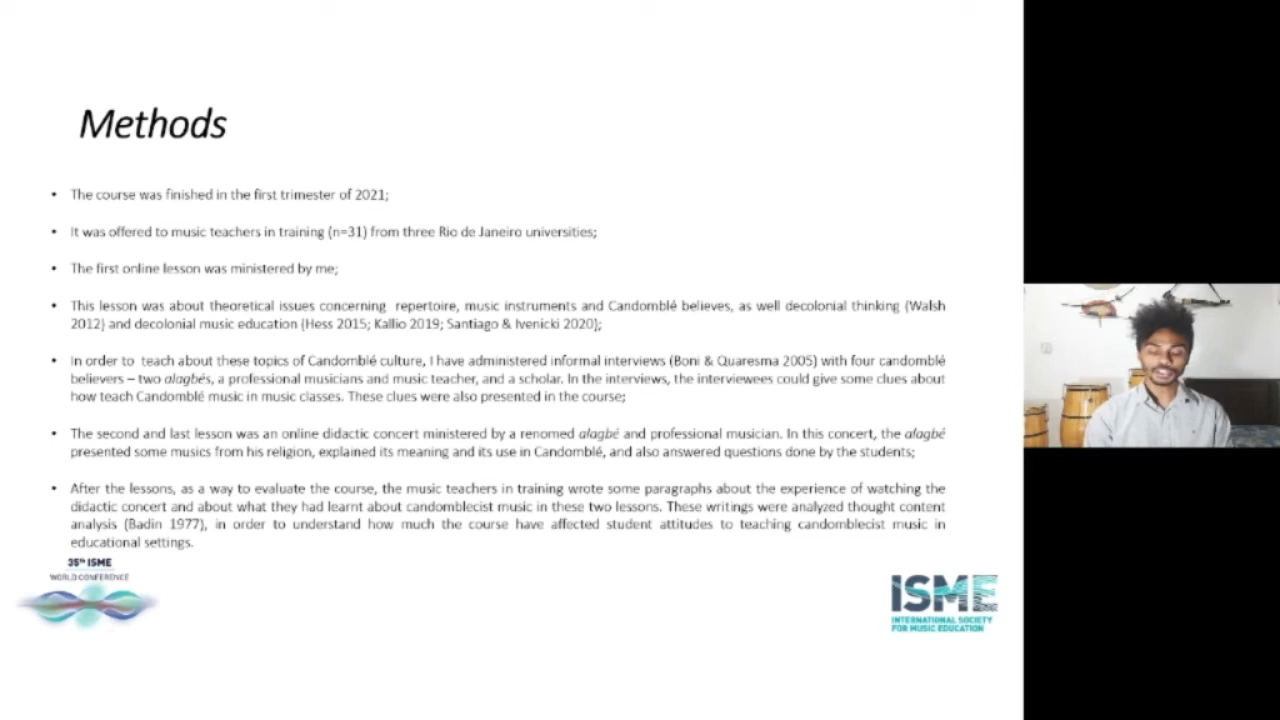 Methods
• The course was finished in the first trimester of 2021;
• It was offered to music teachers in training (n=31) from three Rio de Janeiro universities;
• The first online lesson was ministered by me;
• This lesson was about theoretical issues concerning repertoire, music instruments and Candomblé believes, as well decolonial thinking (Walsh
2012) and decolonial music education (Hess 2015; Kallio 2019; Santiago & Ivenicki 2020);
• In order to teach about these topics of Candomblé culture, I have administered informal interviews (Boni & Quaresma 2005) with four candomblé
believers – two alagbés, a professional musicians and music teacher, and a scholar. In the interviews, the interviewees could give some clues about
how teach Candomblé music in music classes. These clues were also presented in the course;
• The second and last lesson was an online didactic concert ministered by a renomed alagbé and professional musician. In this concert, the alagbé
presented some musics from his religion, explained its meaning and its use in Candomblé, and also answered questions done by the students;
• After the lessons, as a way to evaluate the course, the music teachers in training wrote some paragraphs about the experience of watching the
didactic concert and about what they had learnt about candomblecist music in these two lessons. These writings were analyzed thought content
analysis (Badin 1977), in order to understand how much the course have affected student attitudes to teaching candomblecist music in
educational settings.
35th ISME
WORLD CONFERENCE
ISME
INTERNATIONAL SOCIETY
FOR MUSIC EDUCATION